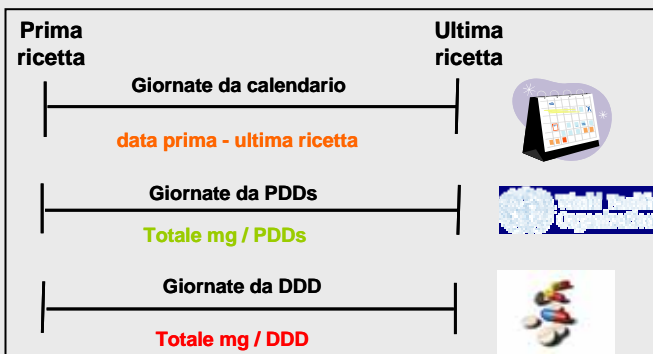 Prima
ricetta
Ultima
ricetta
Giornate da calendario
data prima - ultima ricetta
Giornate da PDDs
Totale mg / PDDs
Giornate da DDD
Totale mg / DDD